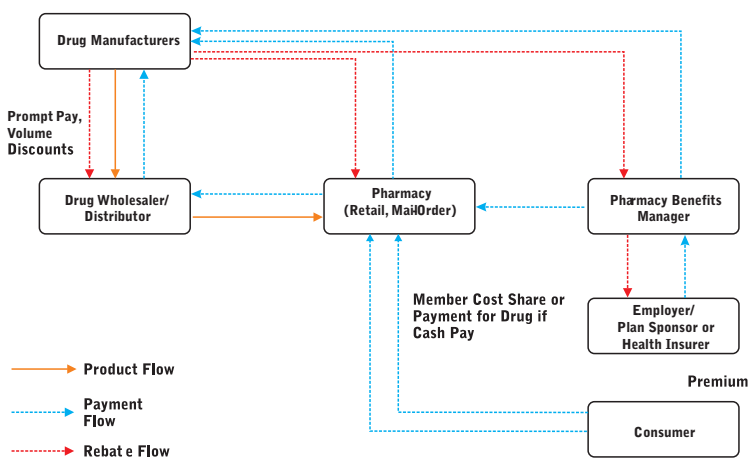 Drug Manufacturers
Prompt Pay,
Volume
Discounts
Drug Wholesaler/
Distributor
Pharmacy
(Retail, Mail-Order)
Pharmacy Benefits
Manager
Member Cost Share or
Payment for Drug if
Cash Pay
Employer/
Plan Sponsor or
Health Insurer
Premium
Consumer
Product Flow
Payment
Flow
Rebate Flow